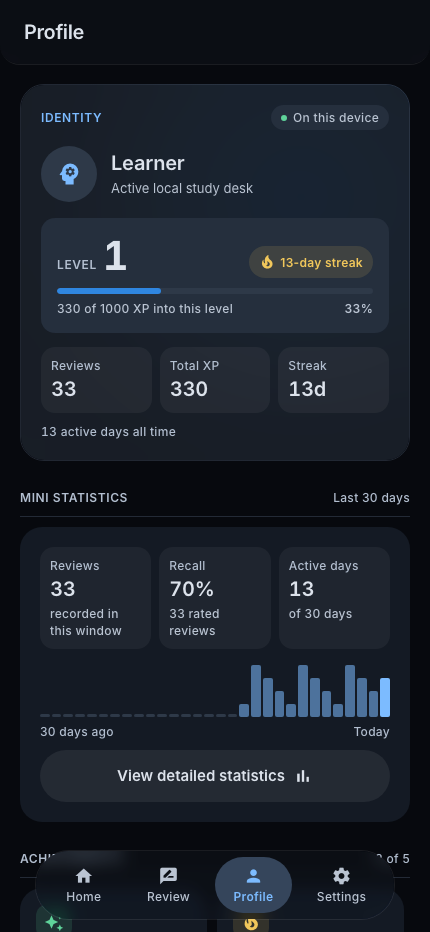 Profile
IDENTITY
On this device
Learner
Active local study desk
LEVEL 1
13-day streak
330 of 1000 XP into this level
33%
Reviews
Total XP
Streak
33
330
13d
13 active days all time
MINI STATISTICS
Last 30 days
Reviews
Recall
Active days
33
70%
13
recorded in
this window
33 rated
reviews
of 30 days
30 days ago
Today
View detailed statistics
of 5
Home
Review
Profile
Settings